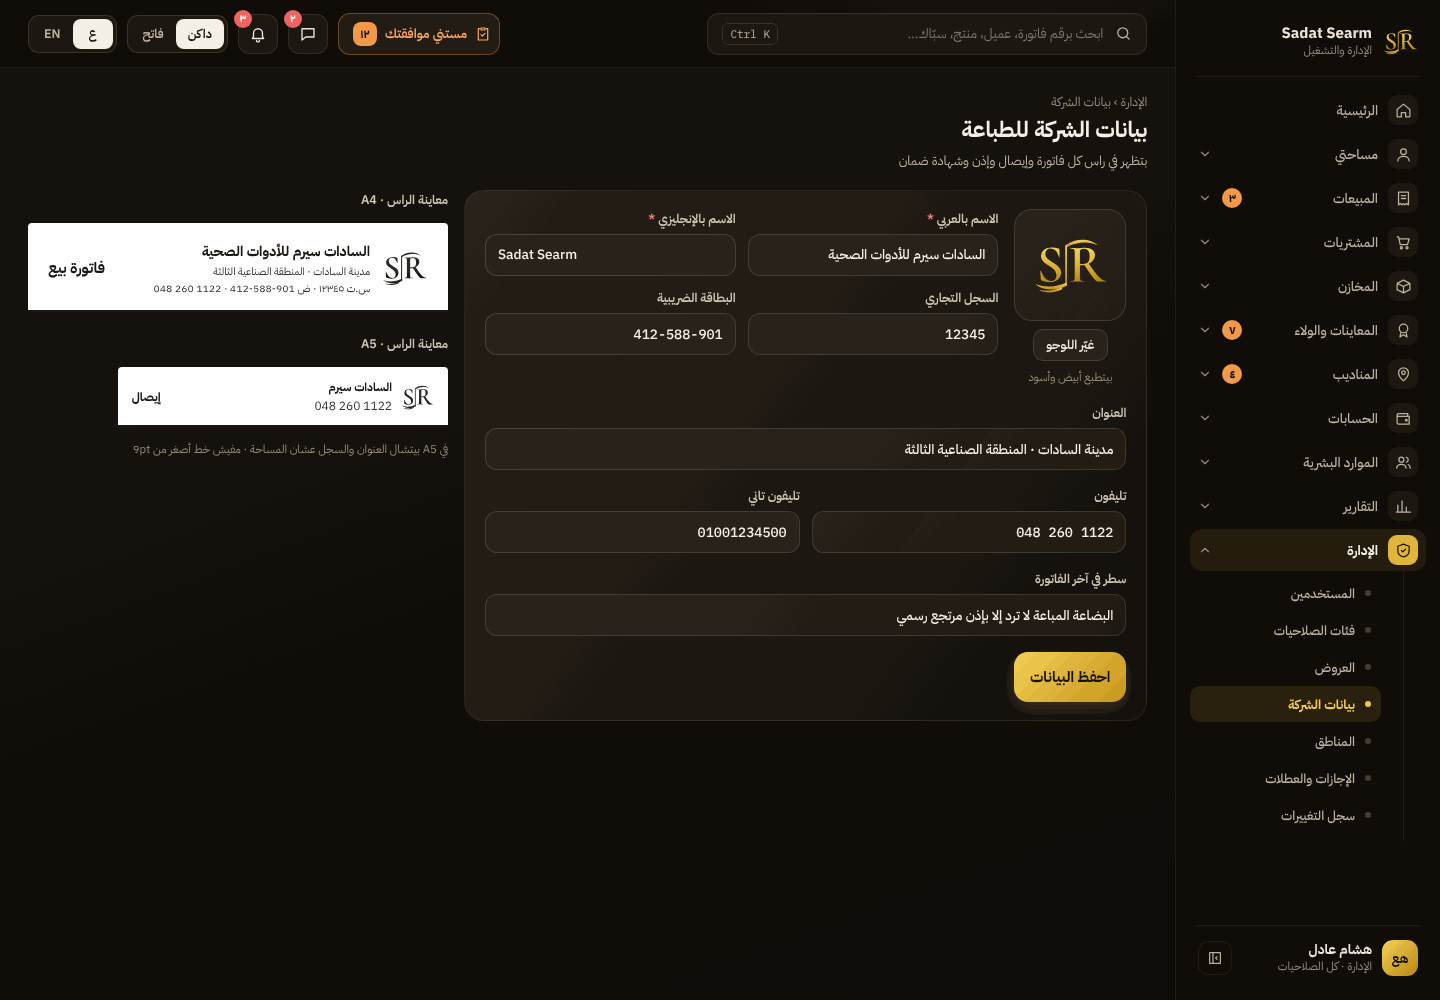 Sadat Searm
الإدارة والتشغيل
الرئيسية
مساحتي
المبيعات ٣
المشتريات
المخازن
المعاينات والولاء ٧
المناديب ٤
الحسابات
الموارد البشرية
التقارير
الإدارة
المستخدمين
فئات الصلاحيات
العروض
بيانات الشركة
المناطق
الإجازات والعطلات
سجل التغييرات
هع
هشام عادل
الإدارة · كل الصلاحيات
ابحث برقم فاتورة، عميل، منتج، سبّاك... Ctrl K
مستني موافقتك ١٢
٢
٣
داكن فاتح
ع EN
الإدارة › بيانات الشركة
بيانات الشركة للطباعة
بتظهر في راس كل فاتورة وإيصال وإذن وشهادة ضمان
SR
غيّر اللوجو
بيتطبع أبيض وأسود
الاسم بالعربي *
السادات سيرم للأدوات الصحية
الاسم بالإنجليزي *
Sadat Searm
السجل التجاري
12345
البطاقة الضريبية
412-588-901
العنوان
مدينة السادات · المنطقة الصناعية الثالثة
تليفون
048 260 1122
تليفون تاني
01001234500
سطر في آخر الفاتورة
البضاعة المباعة لا ترد إلا بإذن مرتجع رسمي
احفظ البيانات
معاينة الراس · A4
SR
السادات سيرم للأدوات الصحية
مدينة السادات · المنطقة الصناعية الثالثة
س.ت ١٢٣٤٥ · ض 412-588-901 · 048 260 1122
فاتورة بيع
معاينة الراس · A5
SR
السادات سيرم
048 260 1122
إيصال
في A5 بيتشال العنوان والسجل عشان المساحة · مفيش خط أصغر من 9pt